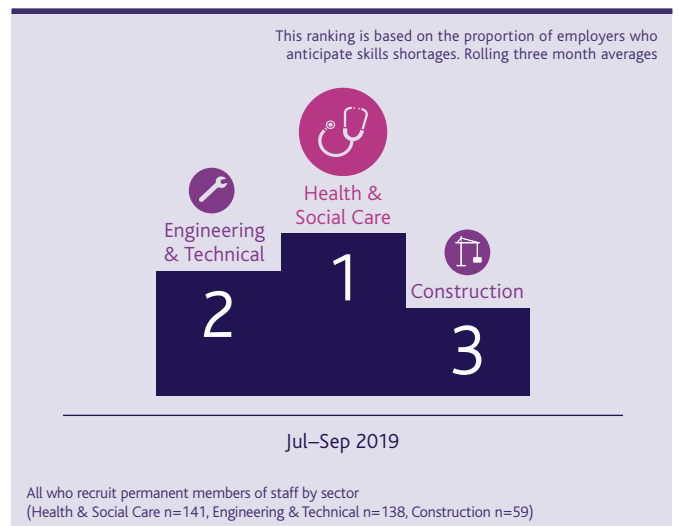 This ranking is based on the proportion of employers who
anticipate skills shortages. Rolling three month averages
Health &
Social Care
Engineering
& Technical
Construction
1
2
3
Jul–Sep 2019
All who recruit permanent members of staff by sector
(Health & Social Care n=141, Engineering & Technical n=138, Construction n=59)